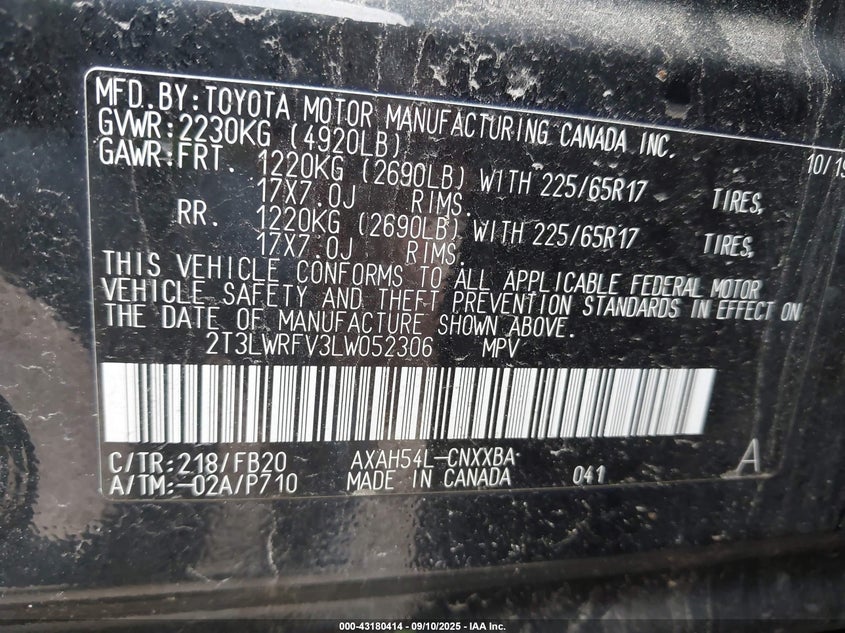 MFD.BY:TOYOTA MOTOR MANUFACTURING CANADA INC.
GVWR:2230KG (4920LB) 10/19
GAWR:FRT. 1220KG (2690LB) WITH 225/65R17 TIRES,
17X7.0J RIMS.
RR. 1220KG (2690LB) WITH 225/65R17 TIRES,
17X7.0J RIMS.
THIS VEHICLE CONFORMS TO ALL APPLICABLE FEDERAL MOTOR
VEHICLE SAFETY AND THEFT PREVENTION STANDARDS IN EFFECT ON
THE DATE OF MANUFACTURE SHOWN ABOVE.
2T3LWRFV3LW052306 MPV
C/TR:218/FB20 AXAH54L-CNXXBA A
A/TM:-02A/P710 MADE IN CANADA 041
000-43180414 - 09/10/2025 - IAA Inc.